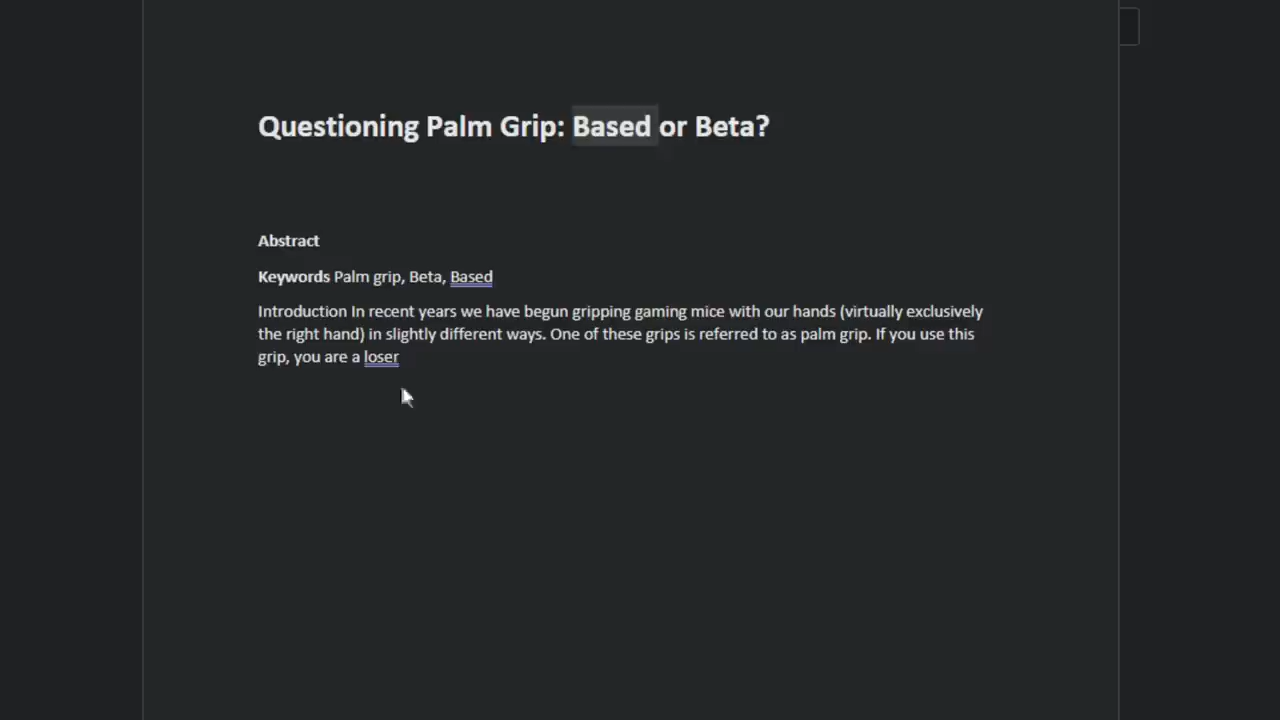 Questioning Palm Grip: Based or Beta?
Abstract
Keywords Palm grip, Beta, Based
Introduction In recent years we have begun gripping gaming mice with our hands (virtually exclusively
the right hand) in slightly different ways. One of these grips is referred to as palm grip. If you use this
grip, you are a loser